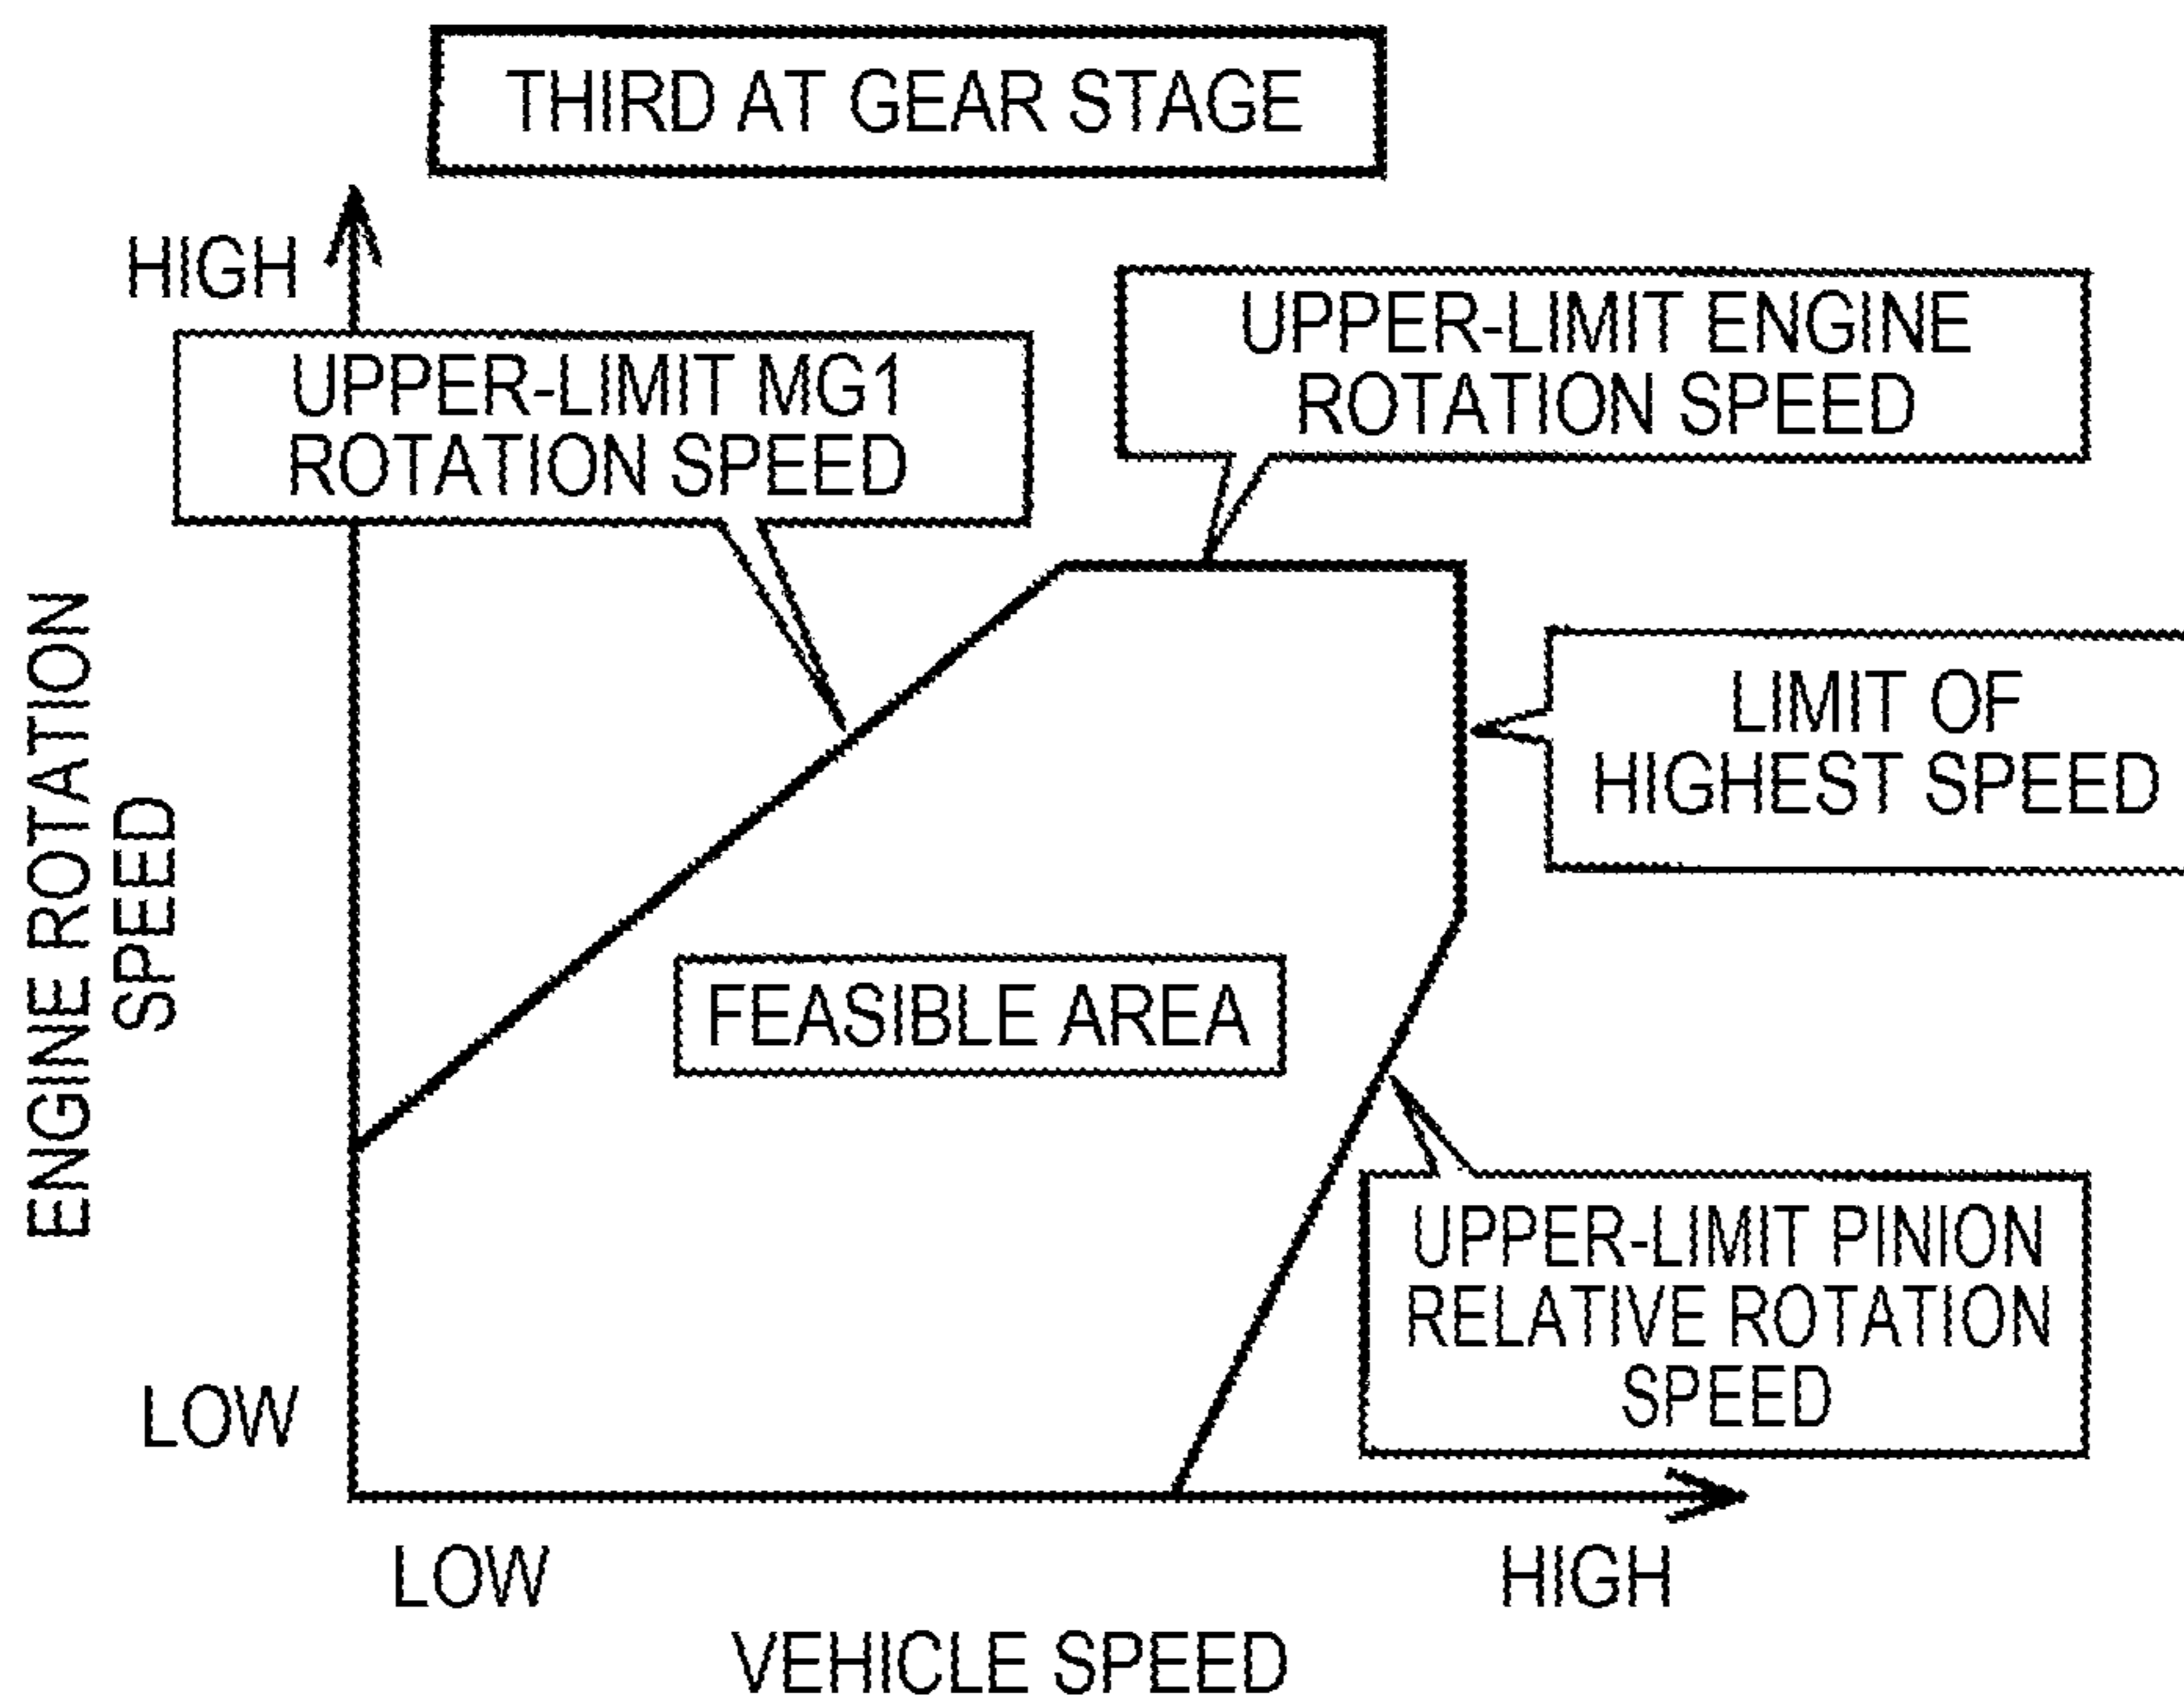 THIRD AT GEAR STAGE
HIGH
UPPER-LIMIT MG1
ROTATION SPEED
UPPER-LIMIT ENGINE
ROTATION SPEED
LIMIT OF
HIGHEST SPEED
ENGINE ROTATION
SPEED
FEASIBLE AREA
UPPER-LIMIT PINION
RELATIVE ROTATION
SPEED
LOW
LOW
HIGH
VEHICLE SPEED